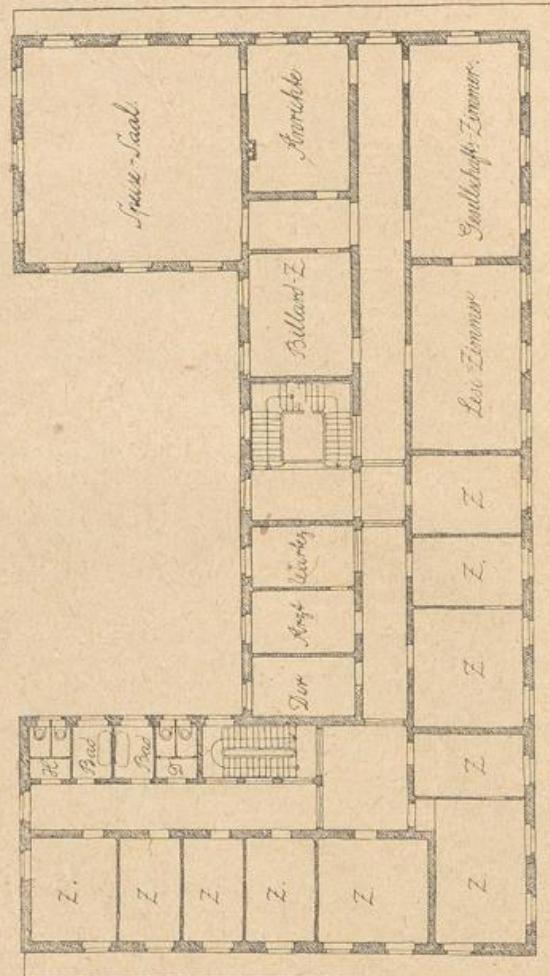 Speise-Saal.
Anrichte
Gesellschafts-Zimmer.
Billard-Z
Lese-Zimmer
Z
Z.
Z
Z
Z
Arzt
Dir
H
Bad
Bad
D
Z.
Z
Z
Z.
Z